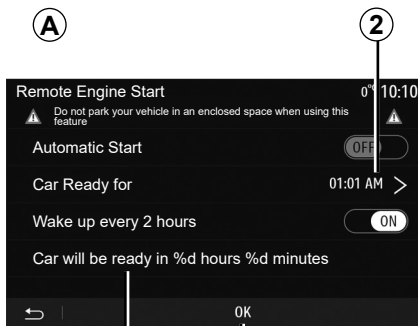 A
2
Remote Engine Start
0° 10:10
Do not park your vehicle in an enclosed space when using this
feature
Automatic Start
OFF
Car Ready for
01:01 AM >
Wake up every 2 hours
ON
Car will be ready in %d hours %d minutes
OK